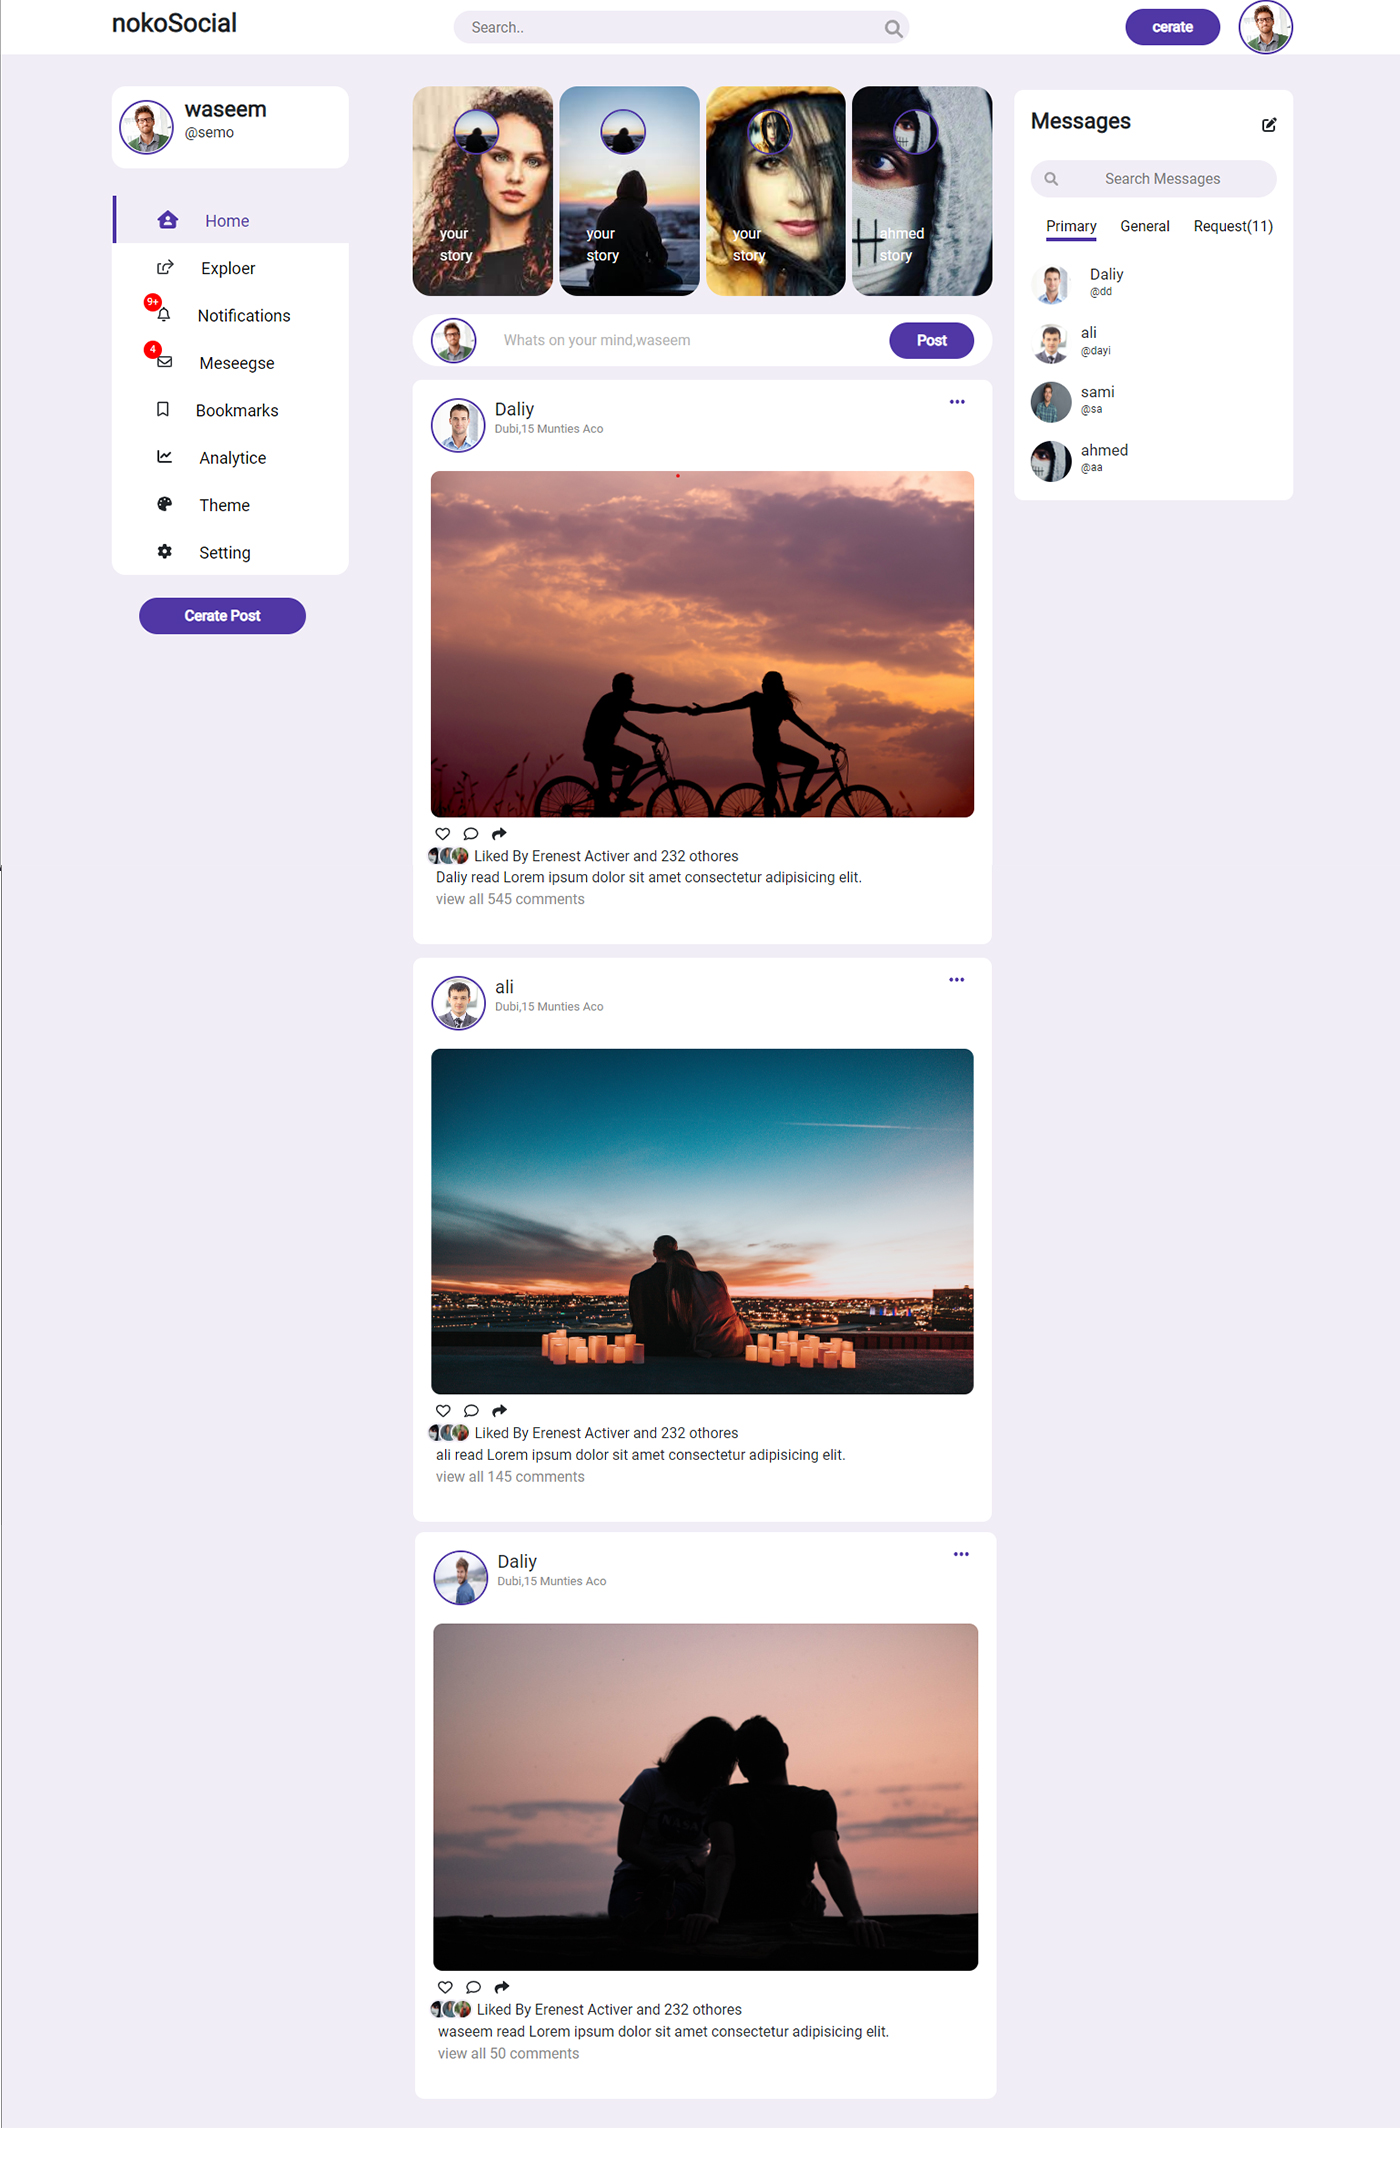 nokoSocial
Search..
cerate
waseem
@semo
Home
Exploer
9+
Notifications
4
Meseegse
Bookmarks
Analytice
Theme
Setting
Cerate Post
your
story
your
story
your
story
ahmed
story
Whats on your mind,waseem
Post
Daliy
Dubi,15 Munties Aco
Liked By Erenest Activer and 232 othores
Daliy read Lorem ipsum dolor sit amet consectetur adipisicing elit.
view all 545 comments
ali
Dubi,15 Munties Aco
Liked By Erenest Activer and 232 othores
ali read Lorem ipsum dolor sit amet consectetur adipisicing elit.
view all 145 comments
Daliy
Dubi,15 Munties Aco
NASA
Liked By Erenest Activer and 232 othores
waseem read Lorem ipsum dolor sit amet consectetur adipisicing elit.
view all 50 comments
Messages
Search Messages
Primary General Request(11)
Daliy
@dd
ali
@dayi
sami
@sa
ahmed
@aa